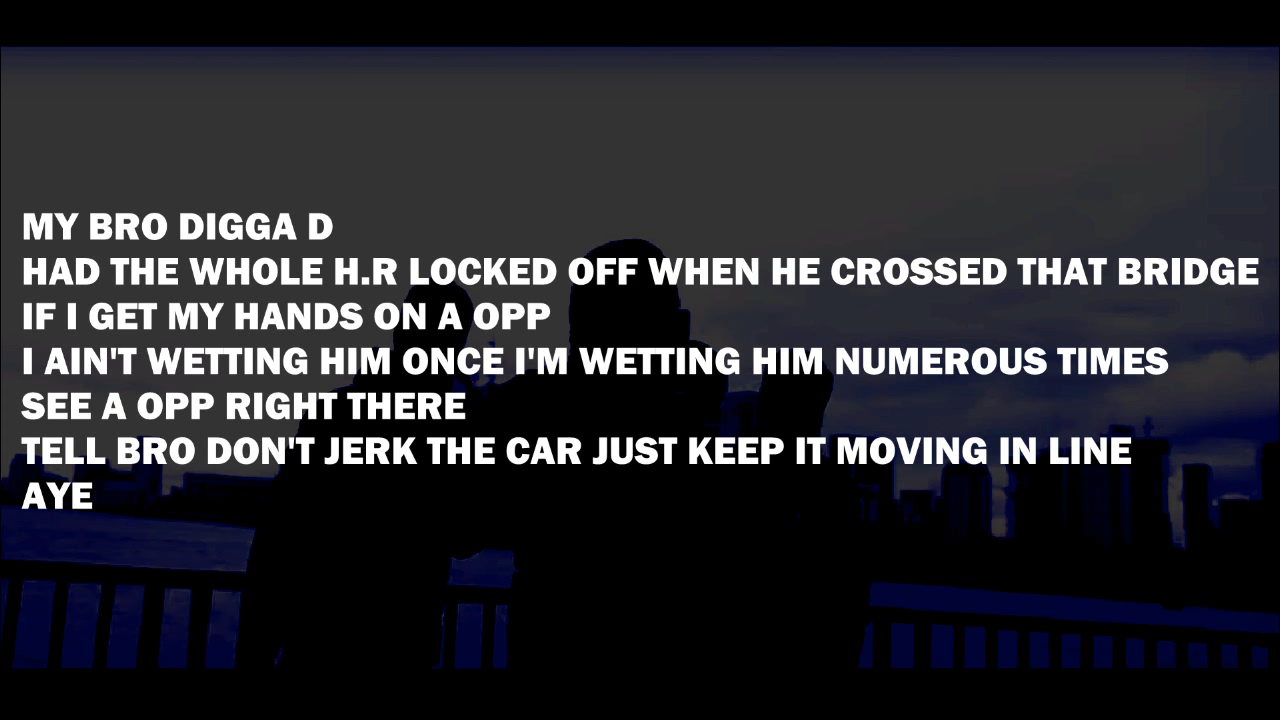 MY BRO DIGGA D
HAD THE WHOLE H.R LOCKED OFF WHEN HE CROSSED THAT BRIDGE
IF I GET MY HANDS ON A OPP
I AIN'T WETTING HIM ONCE I'M WETTING HIM NUMEROUS TIMES
SEE A OPP RIGHT THERE
TELL BRO DON'T JERK THE CAR JUST KEEP IT MOVING IN LINE
AYE